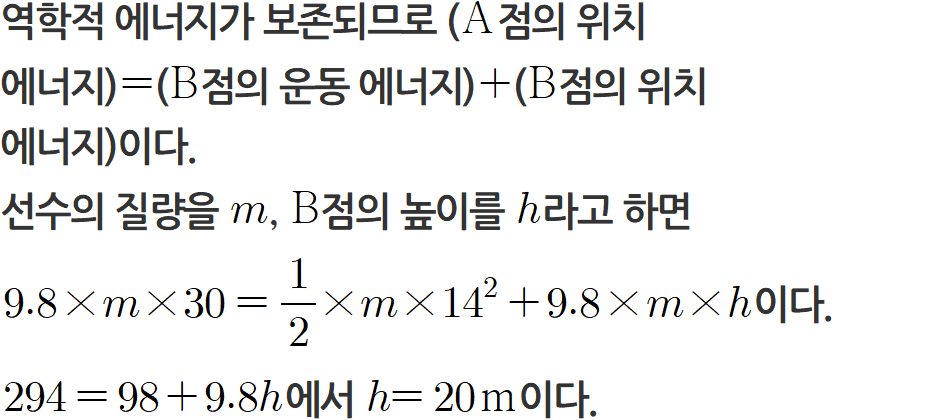 역학적 에너지가 보존되므로 (A점의 위치
에너지)=(B점의 운동 에너지)+(B점의 위치
에너지)이다.
선수의 질량을 m, B점의 높이를 h라고 하면
9.8×m×30 = 1/2×m×14²+9.8×m×h이다.
294 = 98+9.8h에서 h= 20m이다.